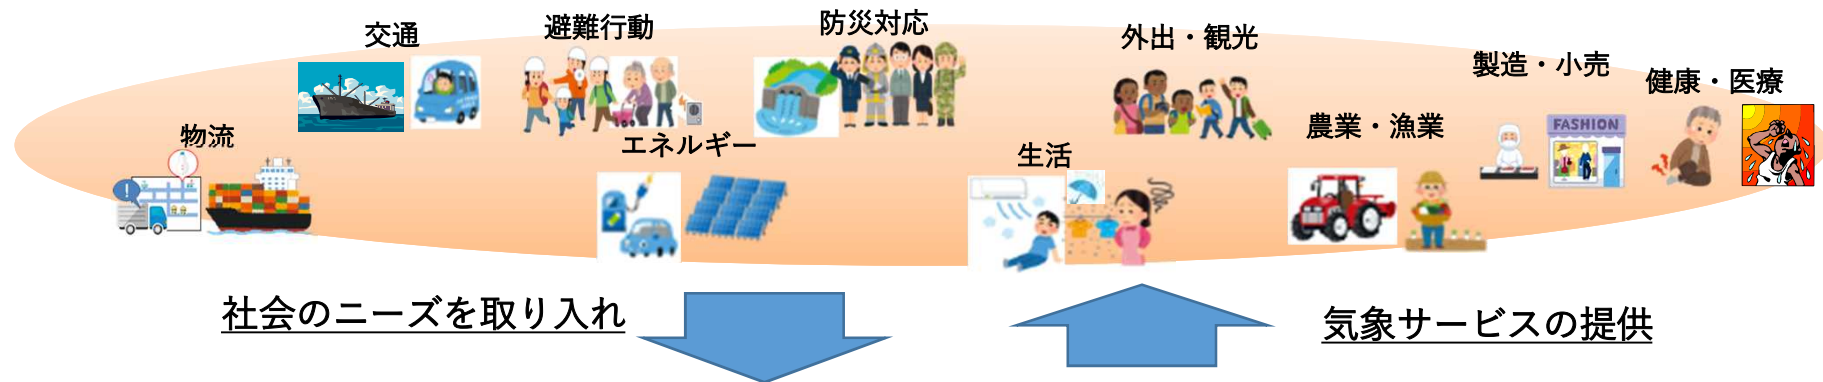 交通
避難行動
防災対応
外出・観光
製造・小売
健康・医療
物流
エネルギー
生活
農業・漁業
FASHION
!
社会のニーズを取り入れ
気象サービスの提供